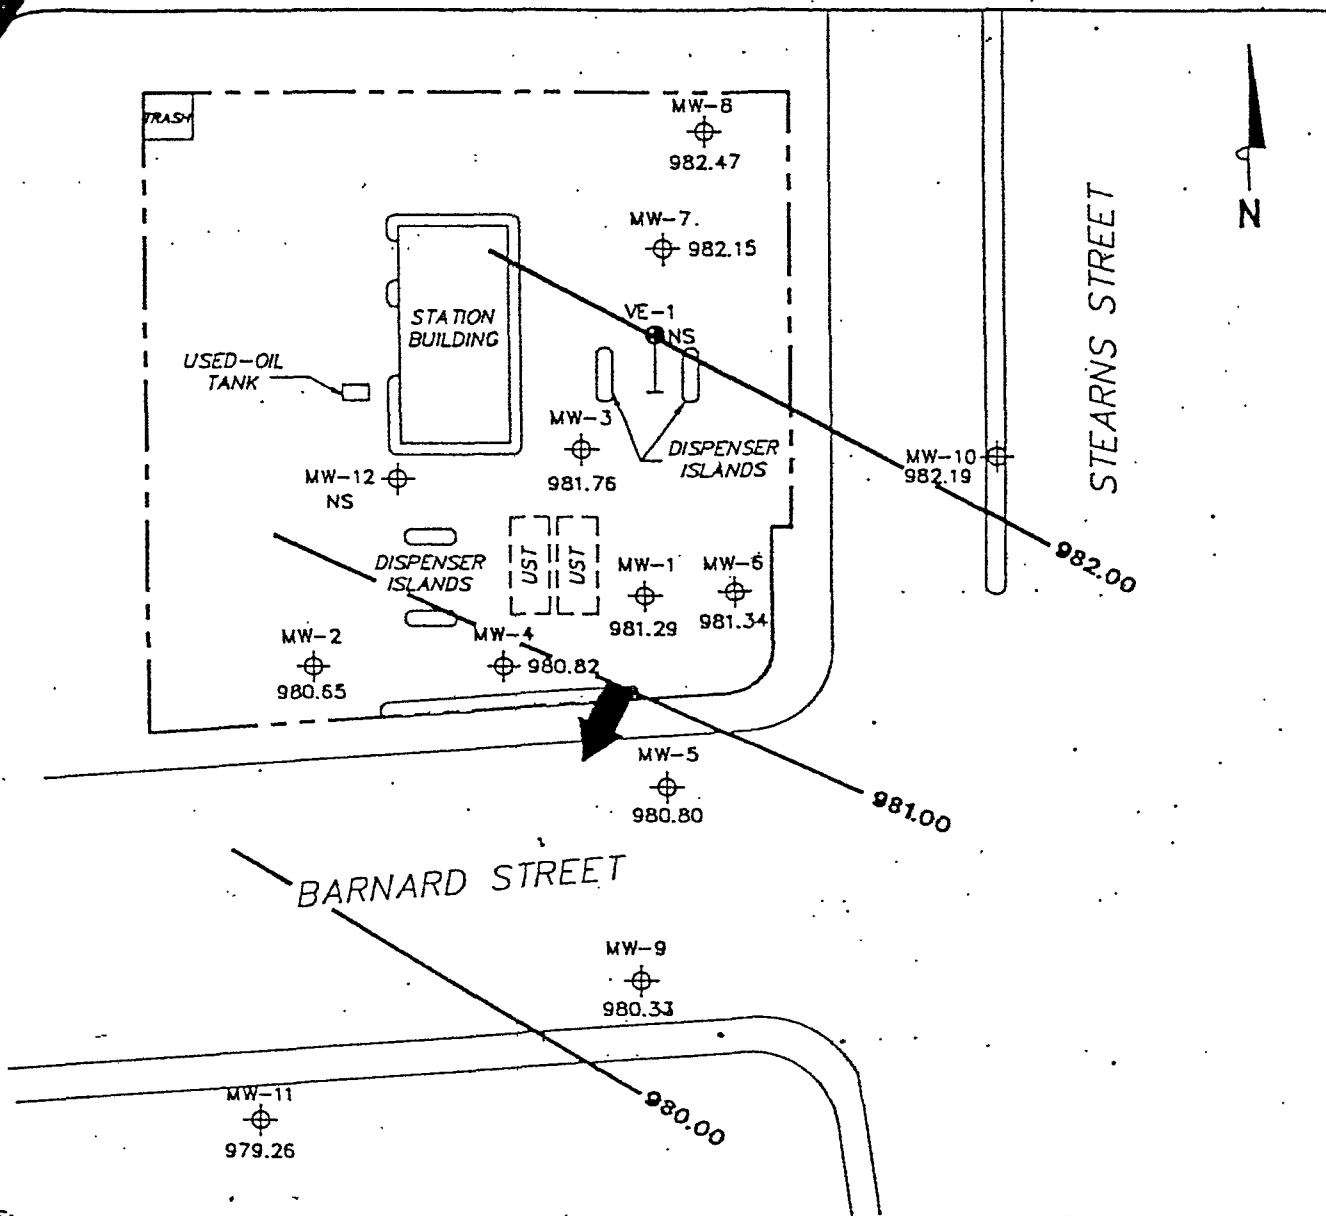 TRASH
MW-8
982.47
MW-7.
982.15
N
STEARNS STREET
STATION
BUILDING
VE-1
NS
USED-OIL
TANK
MW-3
981.76
DISPENSER
ISLANDS
MW-10
982.19
MW-12
NS
982.00
DISPENSER
ISLANDS
UST
UST
MW-1
981.29
MW-6
981.34
MW-2
980.65
MW-4
980.82
MW-5
980.80
981.00
BARNARD STREET
MW-9
980.33
MW-11
979.26
980.00